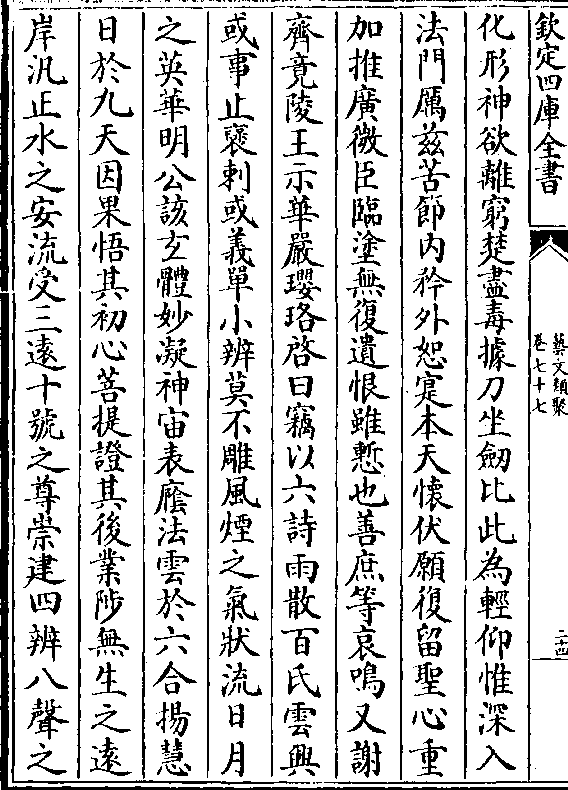 欽定四庫全書
藝文類聚
卷七十七
二十四
化形神欲離窮楚盡毒據刀坐劒比此為輕仰惟深入
法門厲兹苦節内矜外恕寔本天懷伏願復留聖心重
加推廣微臣臨塗無復遺恨雖慙也善庶等哀鳴又謝
齊竟陵王示華嚴瓔珞啓曰竊以六詩雨散百氏雲興
或事止襃刺或義單小辨莫不雕風煙之氣狀流日月
之英華明公該玄體妙凝神宙表廕法雲於六合揚慧
日於九天因果悟其初心菩提證其後業陟無生之遠
岸汎正水之安流受三遠十號之尊崇建四辨八聲之